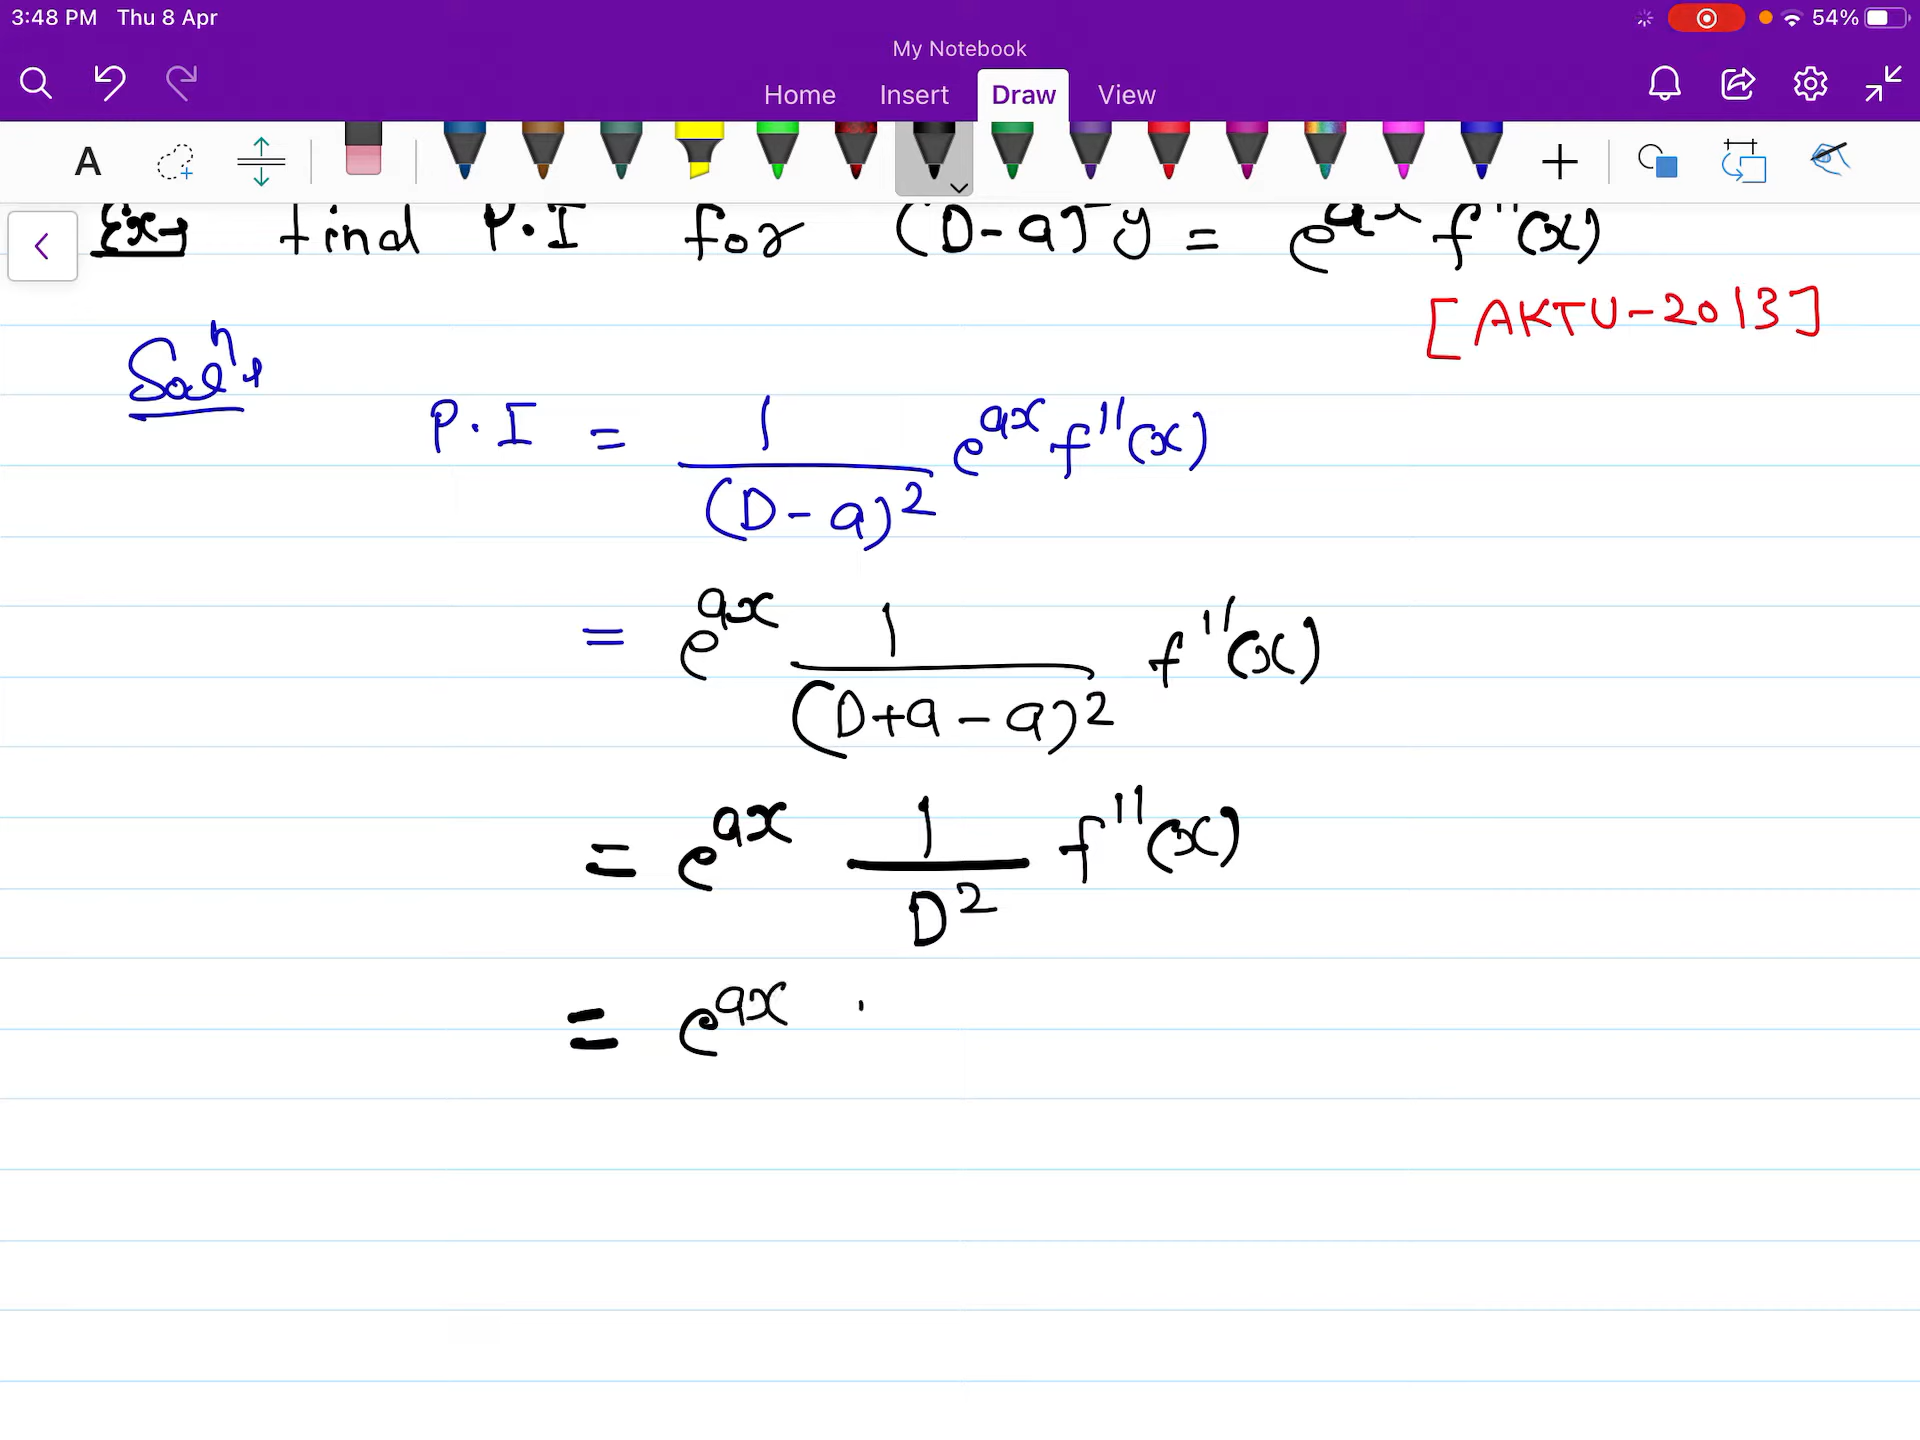 3:48 PM Thu 8 Apr
54%
My Notebook
Home Insert Draw View
A
Ex→ find P.I for (D-a)² y = e^{ax} f''(x)
[AKTU-2013]
Solⁿ
P.I = 1/(D-a)² e^{ax} f''(x)
= e^{ax} 1/(D+a-a)² f''(x)
= e^{ax} 1/D² f''(x)
= e^{ax}